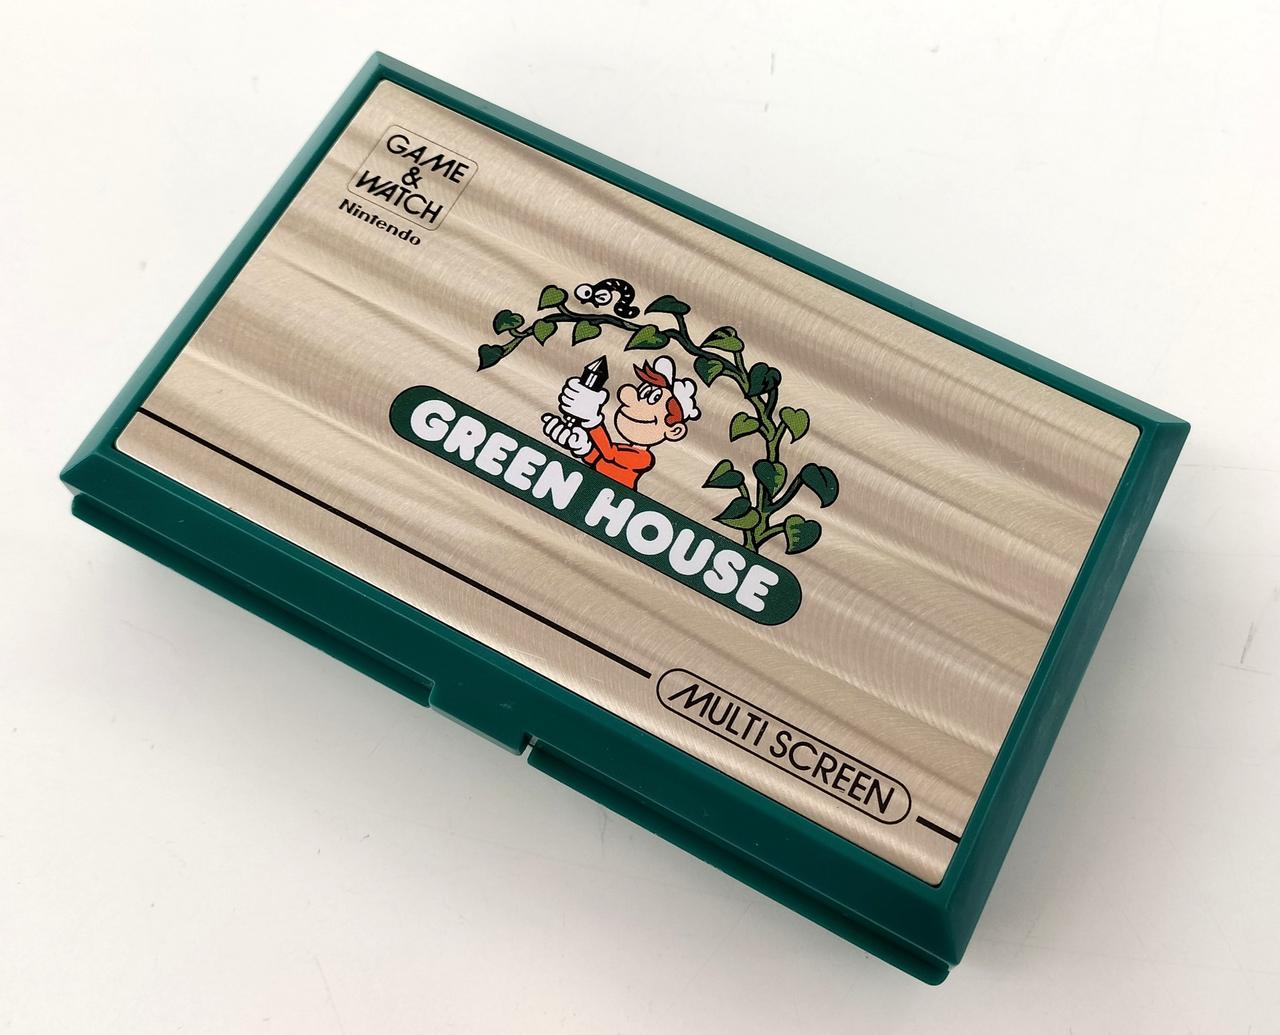 GAME
&
WATCH
Nintendo
GREEN HOUSE
MULTI SCREEN